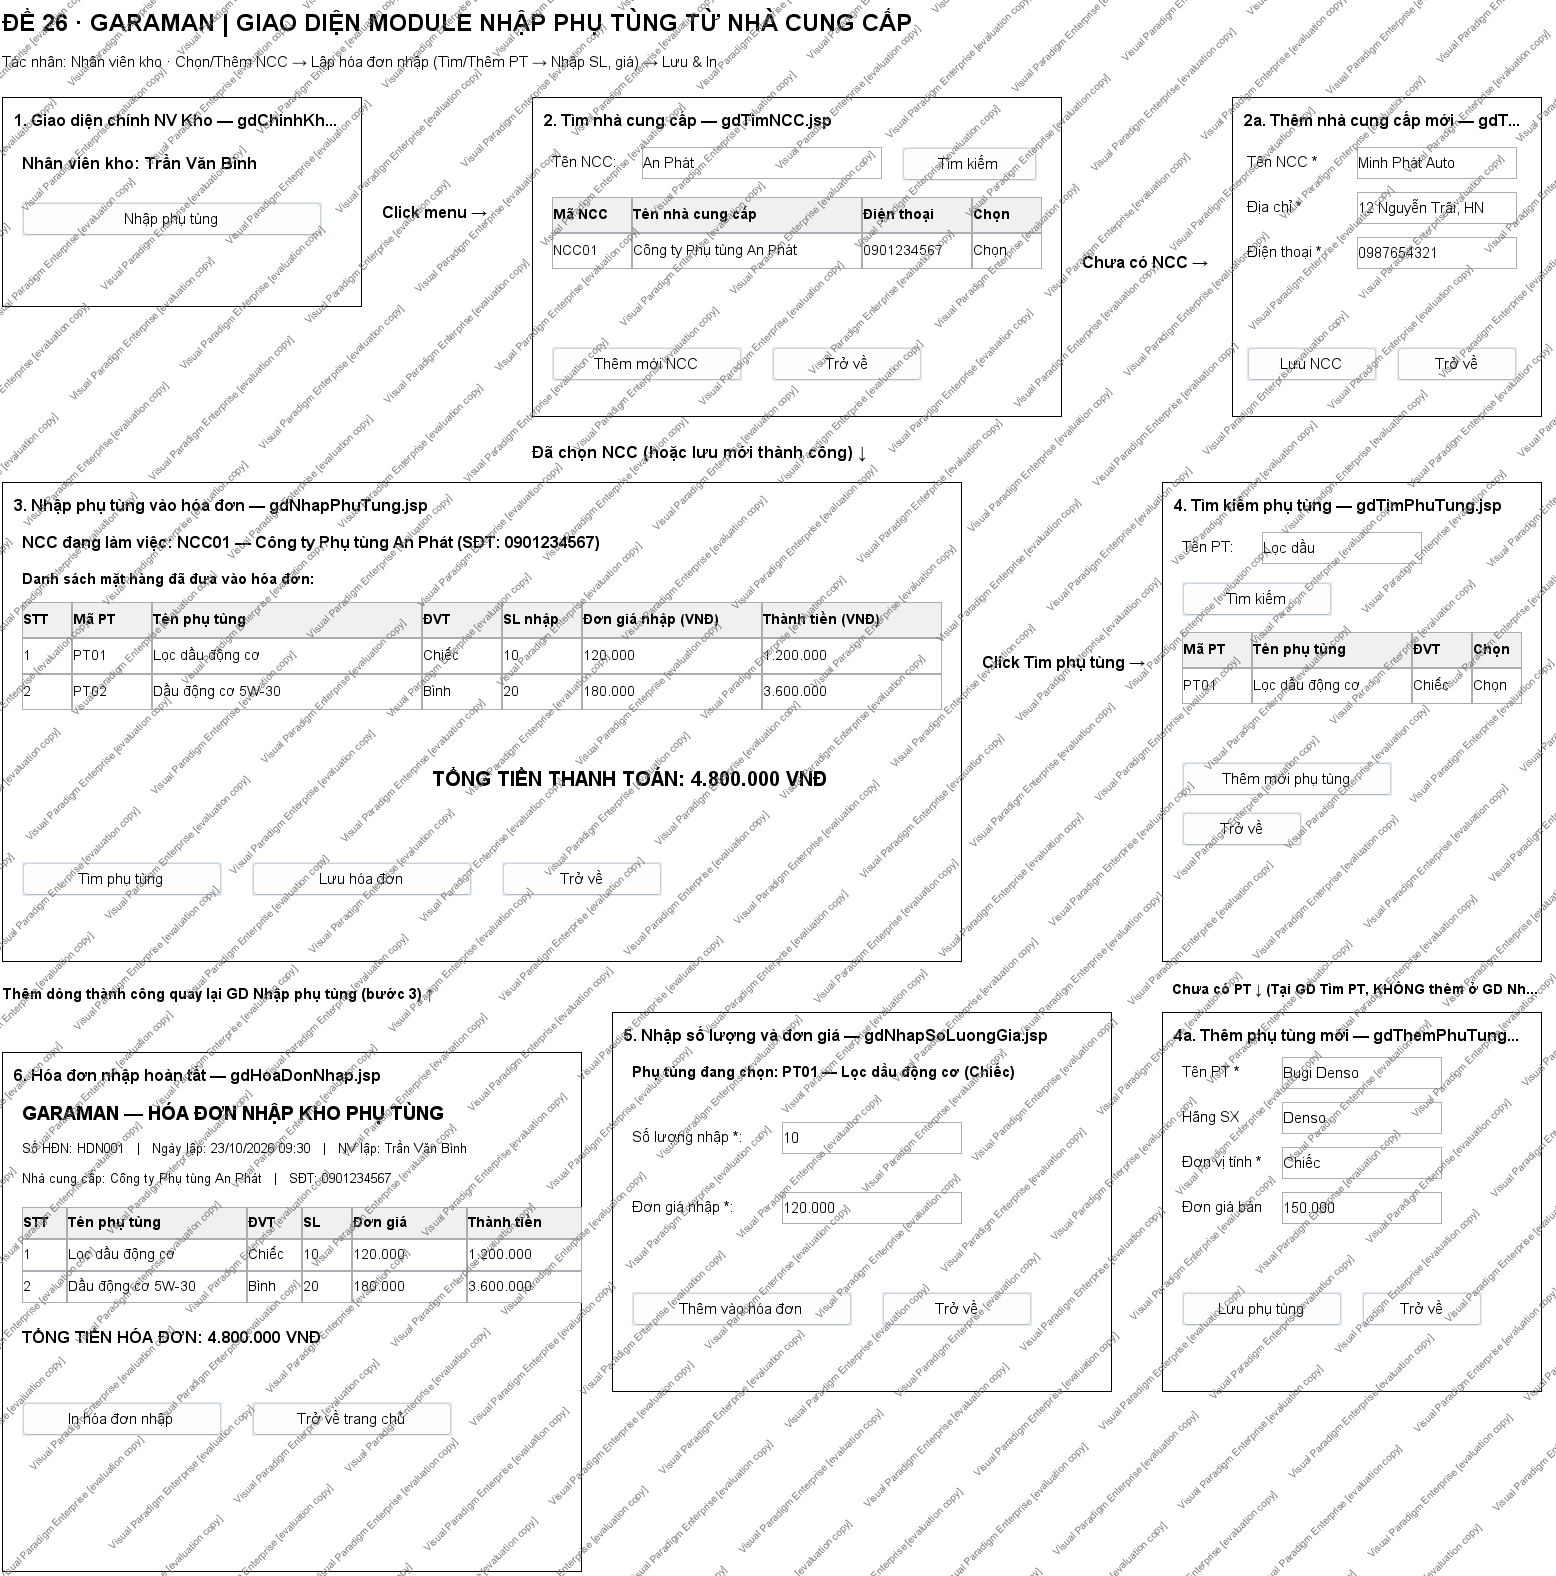 ĐỀ 26 · GARAMAN | GIAO DIỆN MODULE NHẬP PHỤ TÙNG TỪ NHÀ CUNG CẤP
Tác nhân: Nhân viên kho · Chọn/Thêm NCC → Lập hóa đơn nhập (Tìm/Thêm PT → Nhập SL, giá) → Lưu & In
1. Giao diện chính NV Kho — gdChinhKh...
Nhân viên kho: Trần Văn Bình
Nhập phụ tùng
Click menu →
2. Tìm nhà cung cấp — gdTimNCC.jsp
Tên NCC: An Phát Tìm kiếm
Mã NCC Tên nhà cung cấp Điện thoại Chọn
NCC01 Công ty Phụ tùng An Phát 0901234567 Chọn
Thêm mới NCC Trở về
Chưa có NCC →
2a. Thêm nhà cung cấp mới — gdT...
Tên NCC * Minh Phát Auto
Địa chỉ * 12 Nguyễn Trãi, HN
Điện thoại * 0987654321
Lưu NCC Trở về
Đã chọn NCC (hoặc lưu mới thành công) ↓
3. Nhập phụ tùng vào hóa đơn — gdNhapPhuTung.jsp
NCC đang làm việc: NCC01 — Công ty Phụ tùng An Phát (SĐT: 0901234567)
Danh sách mặt hàng đã đưa vào hóa đơn:
STT Mã PT Tên phụ tùng ĐVT SL nhập Đơn giá nhập (VNĐ) Thành tiền (VNĐ)
1 PT01 Lọc dầu động cơ Chiếc 10 120.000 1.200.000
2 PT02 Dầu động cơ 5W-30 Bình 20 180.000 3.600.000
TỔNG TIỀN THANH TOÁN: 4.800.000 VNĐ
Tìm phụ tùng Lưu hóa đơn Trở về
Click Tìm phụ tùng →
4. Tìm kiếm phụ tùng — gdTimPhuTung.jsp
Tên PT: Lọc dầu
Tìm kiếm
Mã PT Tên phụ tùng ĐVT Chọn
PT01 Lọc dầu động cơ Chiếc Chọn
Thêm mới phụ tùng
Trở về
Thêm dòng thành công quay lại GD Nhập phụ tùng (bước 3) ↑
Chưa có PT ↓ (Tại GD Tìm PT, KHÔNG thêm ở GD Nh...
5. Nhập số lượng và đơn giá — gdNhapSoLuongGia.jsp
Phụ tùng đang chọn: PT01 — Lọc dầu động cơ (Chiếc)
Số lượng nhập *: 10
Đơn giá nhập *: 120.000
Thêm vào hóa đơn Trở về
4a. Thêm phụ tùng mới — gdThemPhuTung...
Tên PT * Bugi Denso
Hãng SX Denso
Đơn vị tính * Chiếc
Đơn giá bán 150.000
Lưu phụ tùng Trở về
6. Hóa đơn nhập hoàn tất — gdHoaDonNhap.jsp
GARAMAN — HÓA ĐƠN NHẬP KHO PHỤ TÙNG
Số HĐN: HDN001 | Ngày lập: 23/10/2026 09:30 | NV lập: Trần Văn Bình
Nhà cung cấp: Công ty Phụ tùng An Phát | SĐT: 0901234567
STT Tên phụ tùng ĐVT SL Đơn giá Thành tiền
1 Lọc dầu động cơ Chiếc 10 120.000 1.200.000
2 Dầu động cơ 5W-30 Bình 20 180.000 3.600.000
TỔNG TIỀN HÓA ĐƠN: 4.800.000 VNĐ
In hóa đơn nhập Trở về trang chủ
Visual Paradigm Enterprise [evaluation copy]